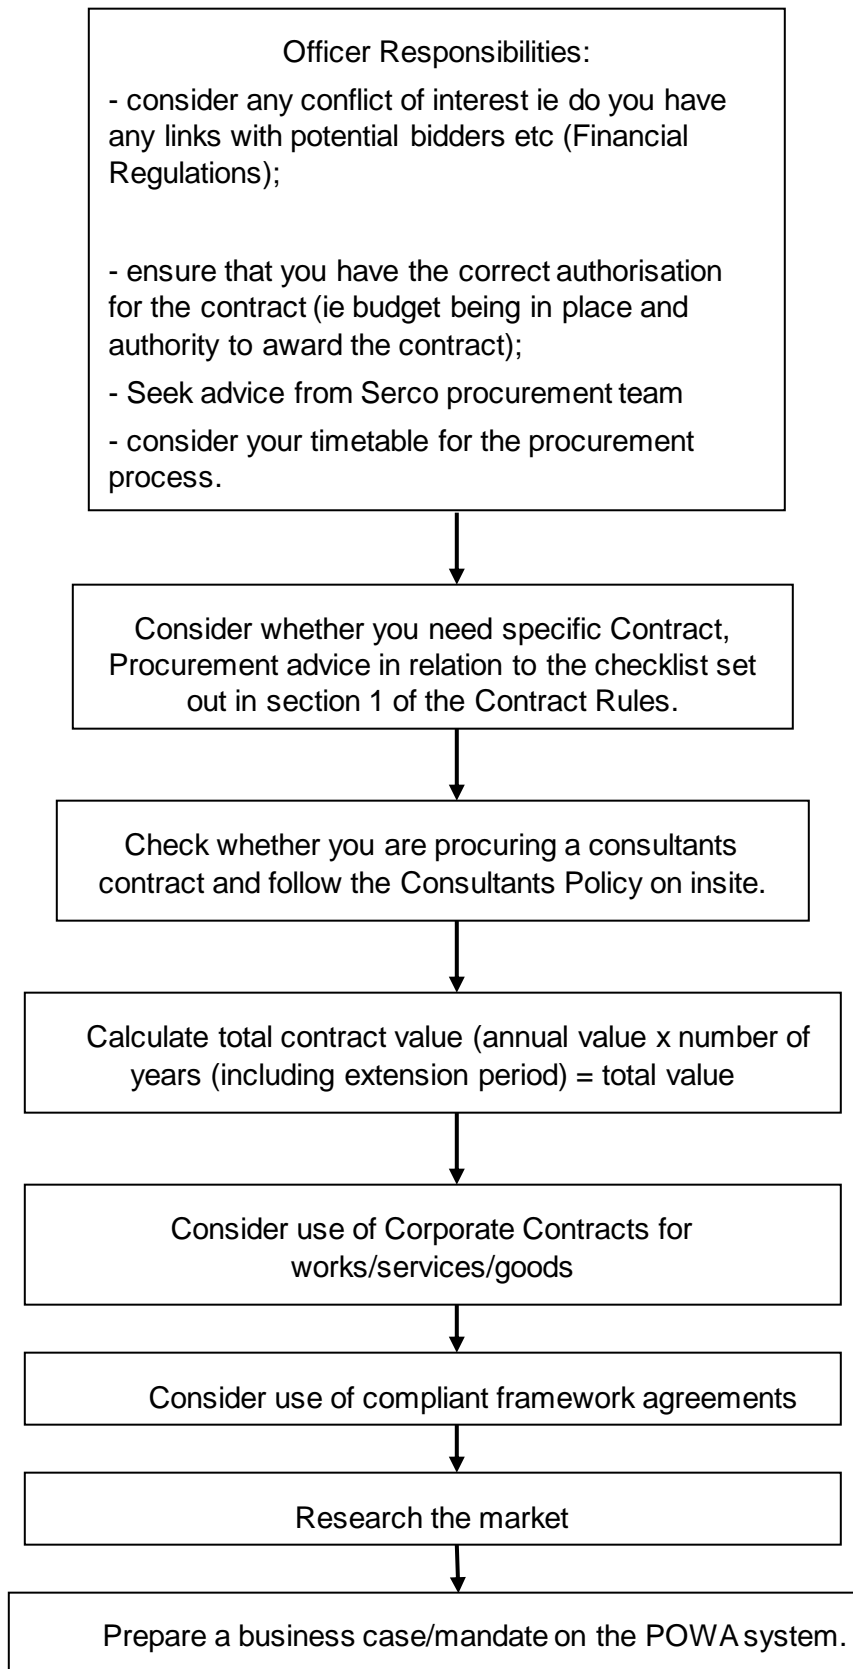 Officer Responsibilities:
- consider any conflict of interest ie do you have
any links with potential bidders etc (Financial
Regulations);
- ensure that you have the correct authorisation
for the contract (ie budget being in place and
authority to award the contract);
- Seek advice from Serco procurement team
- consider your timetable for the procurement
process.
Consider whether you need specific Contract,
Procurement advice in relation to the checklist set
out in section 1 of the Contract Rules.
Check whether you are procuring a consultants
contract and follow the Consultants Policy on insite.
Calculate total contract value (annual value x number of
years (including extension period) = total value
Consider use of Corporate Contracts for
works/services/goods
Consider use of compliant framework agreements
Research the market
Prepare a business case/mandate on the POWA system.